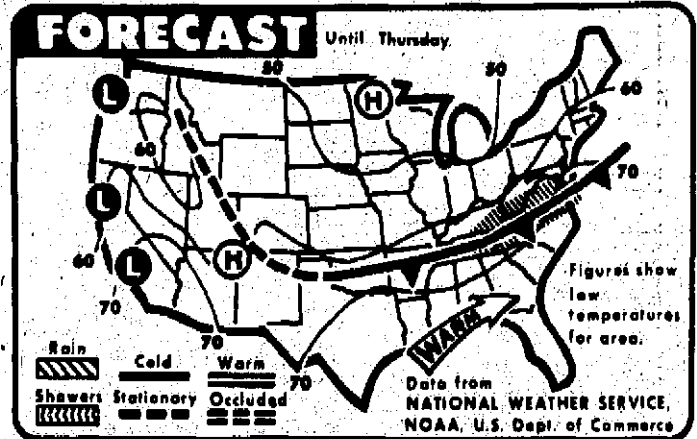 FORECAST Until Thursday
50
50
L
H
60
60
70
L
H
60
L
70
70
70
WARM
Figures show
low
temperatures
for area.
Rain Cold Warm
Showers Stationary Occluded
Data from
NATIONAL WEATHER SERVICE,
NOAA, U.S. Dept. of Commerce